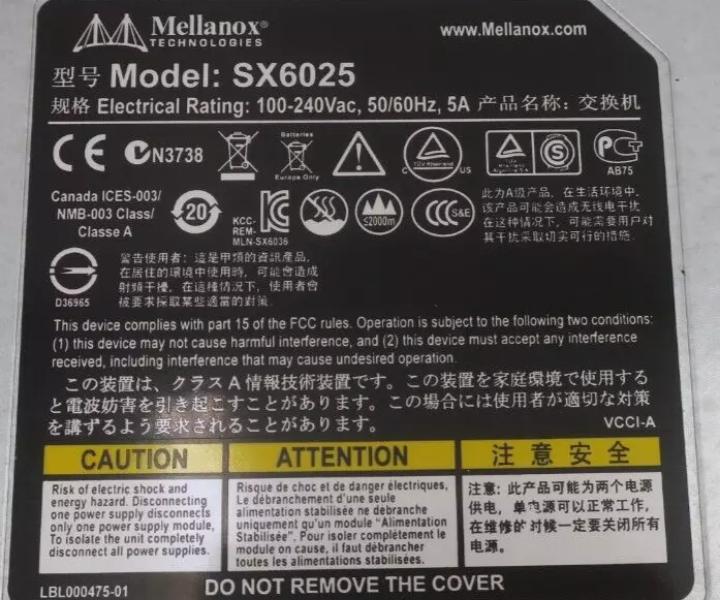 Mellanox®
TECHNOLOGIES
www.Mellanox.com
型号 Model: SX6025
规格 Electrical Rating: 100-240Vac, 50/60Hz, 5A 产品名称：交换机
CE
N3738
Batteries
Europe Only
C
TÜV Rheinland
US
TÜV
Rheinland
Argentina S.A.
S
PCT
AB75
Canada ICES-003/
NMB-003 Class/
Classe A
20
KCC-
REM-
MLN-SX6036
≤2000m
CCC S&E
此为A级产品，在生活环境中，
该产品可能会造成无线电干扰
在这种情况下，可能需要用户对
其干扰采取切实可行的措施
D36965
警告使用者：這是甲類的資訊產品，
在居住的環境中使用時，可能會造成
射頻干擾，在這種情況下，使用者會
被要求採取某些適當的對策
This device complies with part 15 of the FCC rules. Operation is subject to the following two conditions:
(1) this device may not cause harmful interference, and (2) this device must accept any interference
received, including interference that may cause undesired operation.
この装置は、クラスA情報技術装置です。この装置を家庭環境で使用する
と電波妨害を引き起こすことがあります。この場合には使用者が適切な対策
を講ずるよう要求されることがあります。
VCCI-A
CAUTION
Risk of electric shock and
energy hazard. Disconnecting
one power supply disconnects
only one power supply module,
To isolate the unit completely
disconnect all power supplies.
ATTENTION
Risque de choc et de danger électriques,
Le débranchement d'une seule
alimentation stabilisée ne débranche
uniquement qu'un module "Alimentation
Stabilisée". Pour isoler complètement le
module on cause, il faut débrancher
toutes les alimentations stabilisées.
注意安全
注意：此产品可能为两个电源
供电，单电源可以正常工作，
在维修的时候一定要关闭所有
电源。
LBL000475-01
DO NOT REMOVE THE COVER